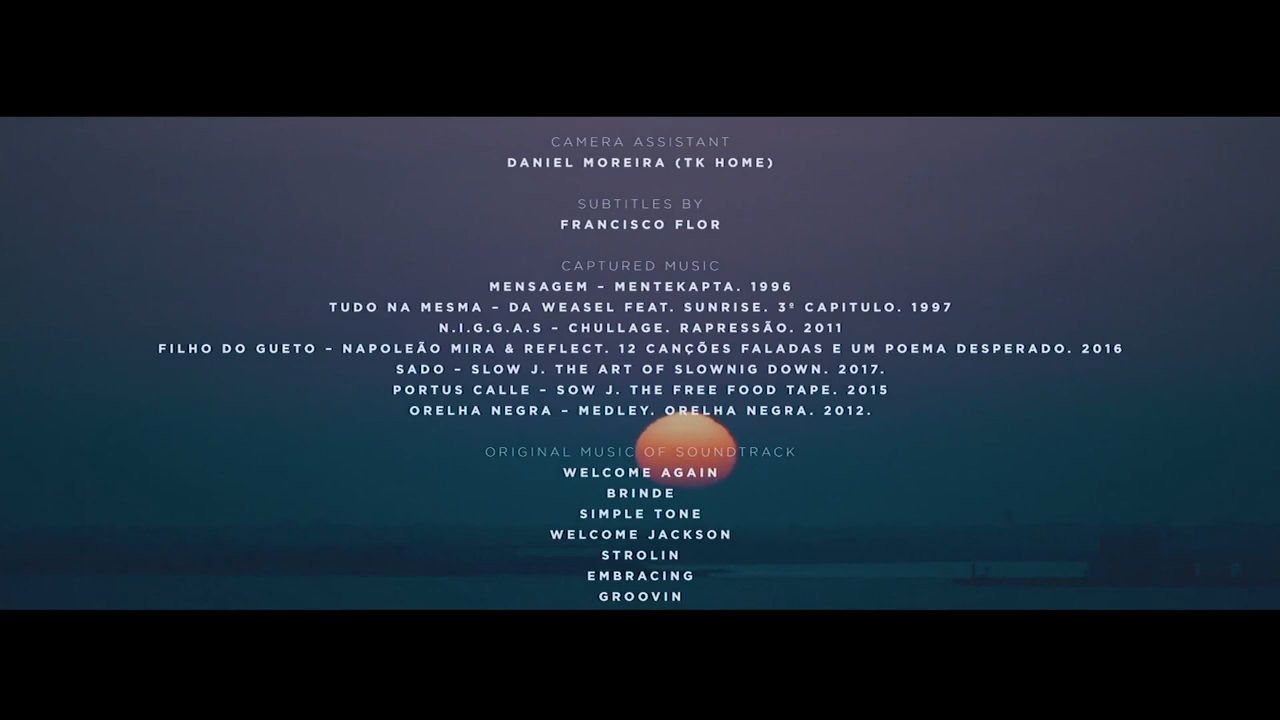 CAMERA ASSISTANT
DANIEL MOREIRA (TK HOME)
SUBTITLES BY
FRANCISCO FLOR
CAPTURED MUSIC
MENSAGEM – MENTEKAPTA. 1996
TUDO NA MESMA – DA WEASEL FEAT. SUNRISE. 3º CAPITULO. 1997
N.I.G.G.A.S – CHULLAGE. RAPRESSÃO. 2011
FILHO DO GUETO – NAPOLEÃO MIRA & REFLECT. 12 CANÇÕES FALADAS E UM POEMA DESPERADO. 2016
SADO – SLOW J. THE ART OF SLOWNIG DOWN. 2017.
PORTUS CALLE – SOW J. THE FREE FOOD TAPE. 2015
ORELHA NEGRA – MEDLEY. ORELHA NEGRA. 2012.
ORIGINAL MUSIC OF SOUNDTRACK
WELCOME AGAIN
BRINDE
SIMPLE TONE
WELCOME JACKSON
STROLIN
EMBRACING
GROOVIN